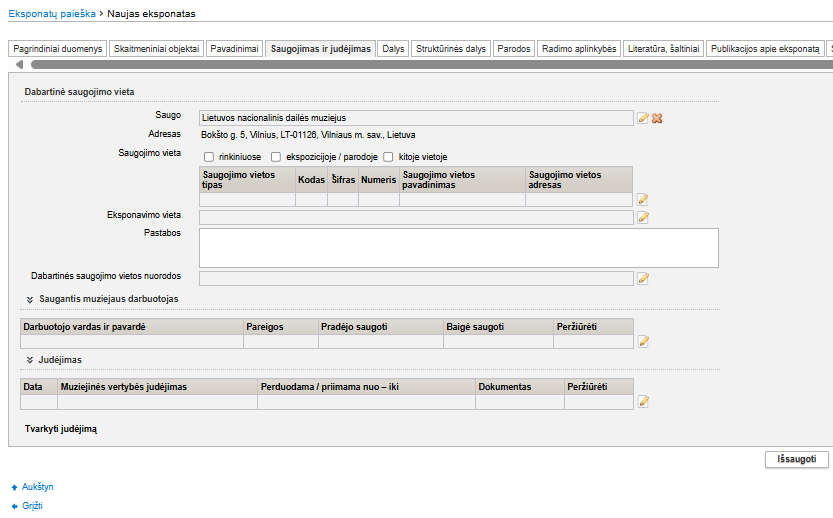 Eksponatų paieška › Naujas eksponatas
Pagrindiniai duomenys Skaitmeniniai objektai Pavadinimai Saugojimas ir judėjimas Dalys Struktūrinės dalys Parodos Radimo aplinkybės Literatūra, šaltiniai Publikacijos apie eksponatą
Dabartinė saugojimo vieta
Saugo Lietuvos nacionalinis dailės muziejus
Adresas Bokšto g. 5, Vilnius, LT-01126, Vilniaus m. sav., Lietuva
Saugojimo vieta rinkiniuose ekspozicijoje / parodoje kitoje vietoje
Saugojimo vietos tipas Kodas Šifras Numeris Saugojimo vietos pavadinimas Saugojimo vietos adresas
Eksponavimo vieta
Pastabos
Dabartinės saugojimo vietos nuorodos
Saugantis muziejaus darbuotojas
Darbuotojo vardas ir pavardė Pareigos Pradėjo saugoti Baigė saugoti Peržiūrėti
Judėjimas
Data Muziejinės vertybės judėjimas Perduodama / priimama nuo – iki Dokumentas Peržiūrėti
Tvarkyti judėjimą
Išsaugoti
Aukštyn
Grįžti